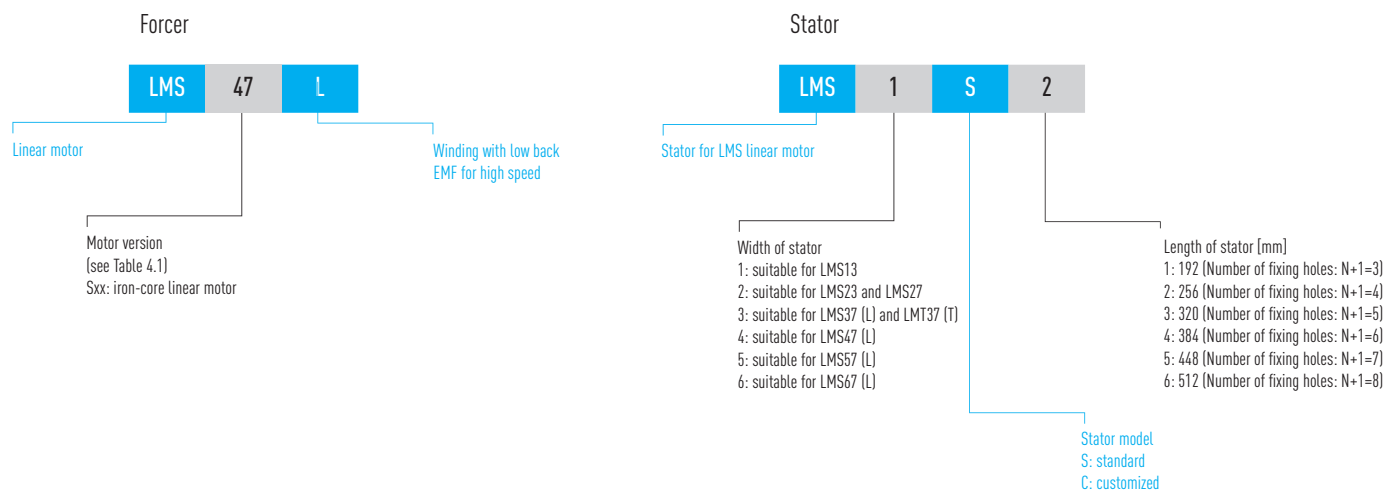 Forcer
LMS 47 L
Linear motor
Winding with low back
EMF for high speed
Motor version
(see Table 4.1)
Sxx: iron-core linear motor
Stator
LMS 1 S 2
Stator for LMS linear motor
Width of stator
1: suitable for LMS13
2: suitable for LMS23 and LMS27
3: suitable for LMS37 (L) and LMT37 (T)
4: suitable for LMS47 (L)
5: suitable for LMS57 (L)
6: suitable for LMS67 (L)
Length of stator [mm]
1: 192 (Number of fixing holes: N+1=3)
2: 256 (Number of fixing holes: N+1=4)
3: 320 (Number of fixing holes: N+1=5)
4: 384 (Number of fixing holes: N+1=6)
5: 448 (Number of fixing holes: N+1=7)
6: 512 (Number of fixing holes: N+1=8)
Stator model
S: standard
C: customized